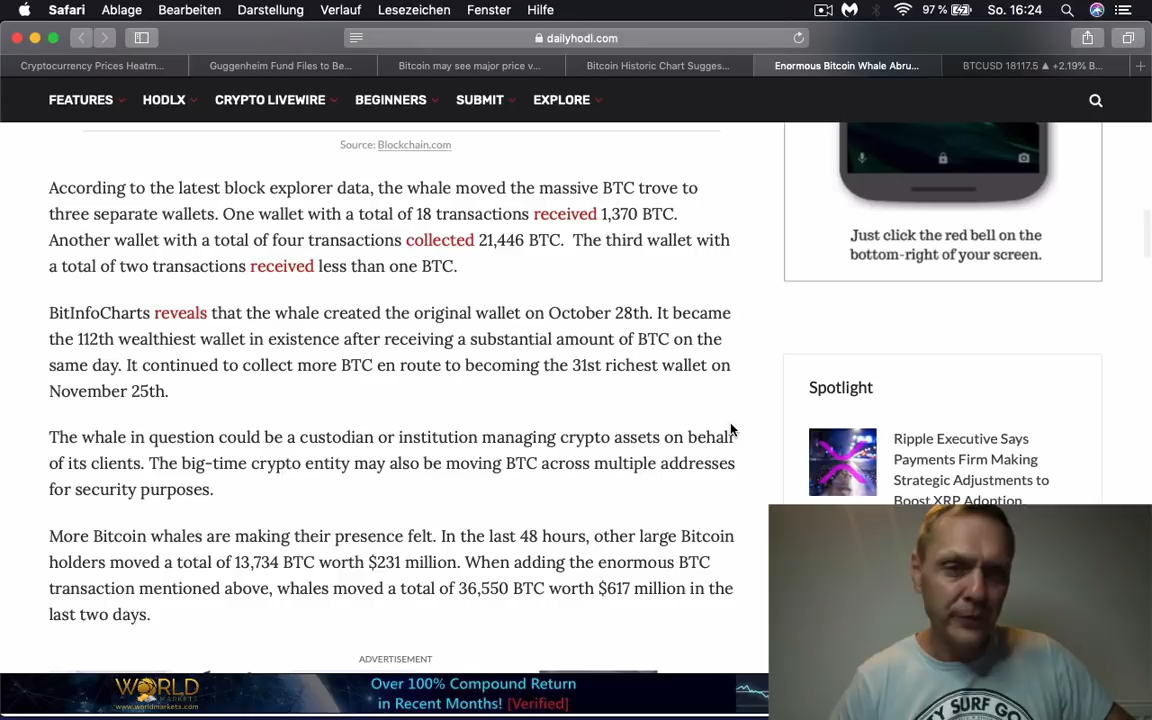 Safari Ablage Bearbeiten Darstellung Verlauf Lesezeichen Fenster Hilfe 97 % So. 16:24
dailyhodl.com
Cryptocurrency Prices Heatm... Guggenheim Fund Files to Be... Bitcoin may see major price v... Bitcoin Historic Chart Sugges... Enormous Bitcoin Whale Abru... BTCUSD 18117.5 ▲ +2.19% B...
FEATURES HODLX CRYPTO LIVEWIRE BEGINNERS SUBMIT EXPLORE
Source: Blockchain.com
According to the latest block explorer data, the whale moved the massive BTC trove to
three separate wallets. One wallet with a total of 18 transactions received 1,370 BTC.
Another wallet with a total of four transactions collected 21,446 BTC. The third wallet with
a total of two transactions received less than one BTC.
BitInfoCharts reveals that the whale created the original wallet on October 28th. It became
the 112th wealthiest wallet in existence after receiving a substantial amount of BTC on the
same day. It continued to collect more BTC en route to becoming the 31st richest wallet on
November 25th.
The whale in question could be a custodian or institution managing crypto assets on behalf
of its clients. The big-time crypto entity may also be moving BTC across multiple addresses
for security purposes.
More Bitcoin whales are making their presence felt. In the last 48 hours, other large Bitcoin
holders moved a total of 13,734 BTC worth $231 million. When adding the enormous BTC
transaction mentioned above, whales moved a total of 36,550 BTC worth $617 million in the
last two days.
ADVERTISEMENT
WORLD
MARKETS
www.worldmarkets.com
Over 100% Compound Return
in Recent Months! [Verified]
Just click the red bell on the
bottom-right of your screen.
Spotlight
Ripple Executive Says
Payments Firm Making
Strategic Adjustments to
Boost XRP Adoption
SURF